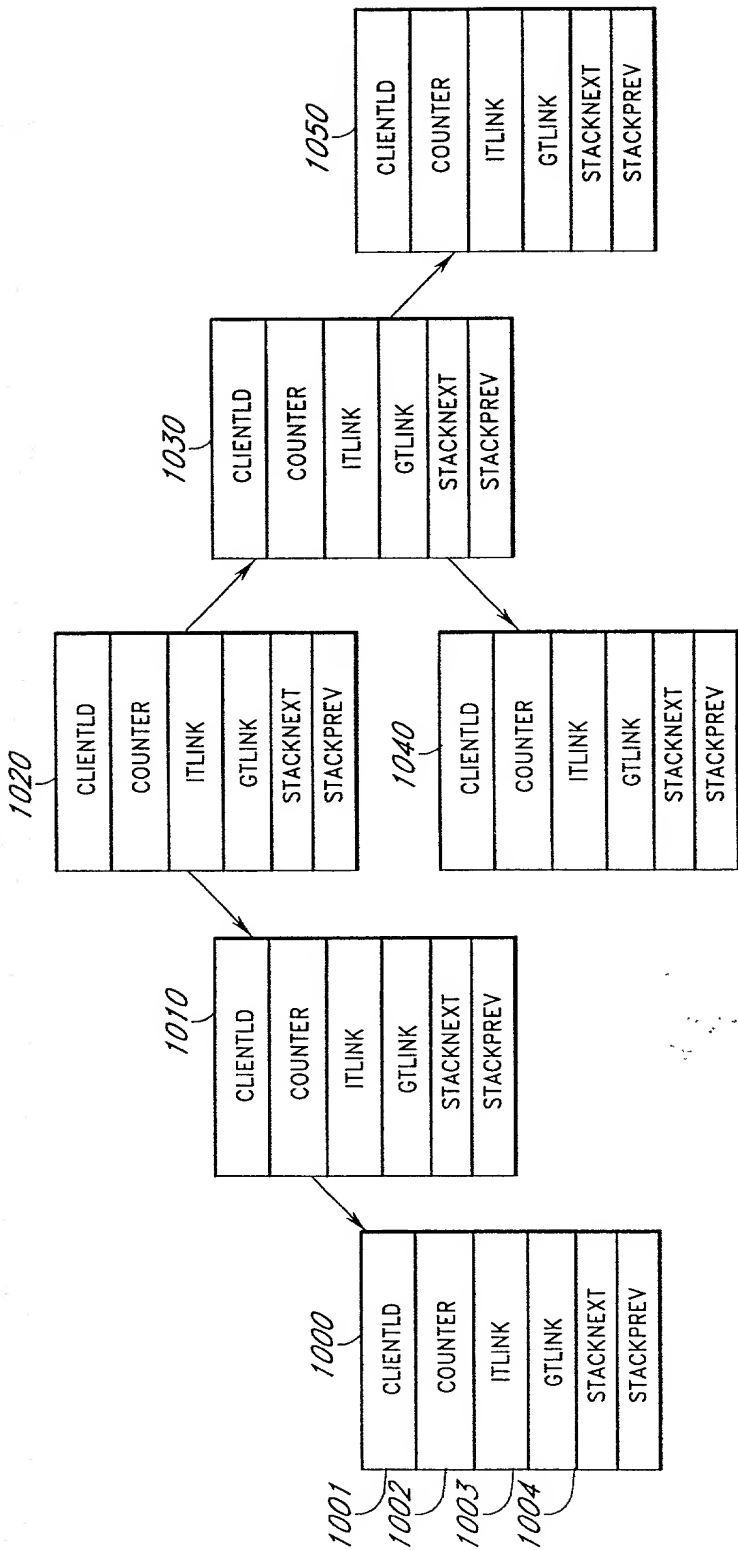 1000
1001
CLIENTLD
1002
COUNTER
1003
ITLINK
1004
GTLINK
STACKNEXT
STACKPREV
1010
CLIENTLD
COUNTER
ITLINK
GTLINK
STACKNEXT
STACKPREV
1020
CLIENTLD
COUNTER
ITLINK
GTLINK
STACKNEXT
STACKPREV
1030
CLIENTLD
COUNTER
ITLINK
GTLINK
STACKNEXT
STACKPREV
1040
CLIENTLD
COUNTER
ITLINK
GTLINK
STACKNEXT
STACKPREV
1050
CLIENTLD
COUNTER
ITLINK
GTLINK
STACKNEXT
STACKPREV